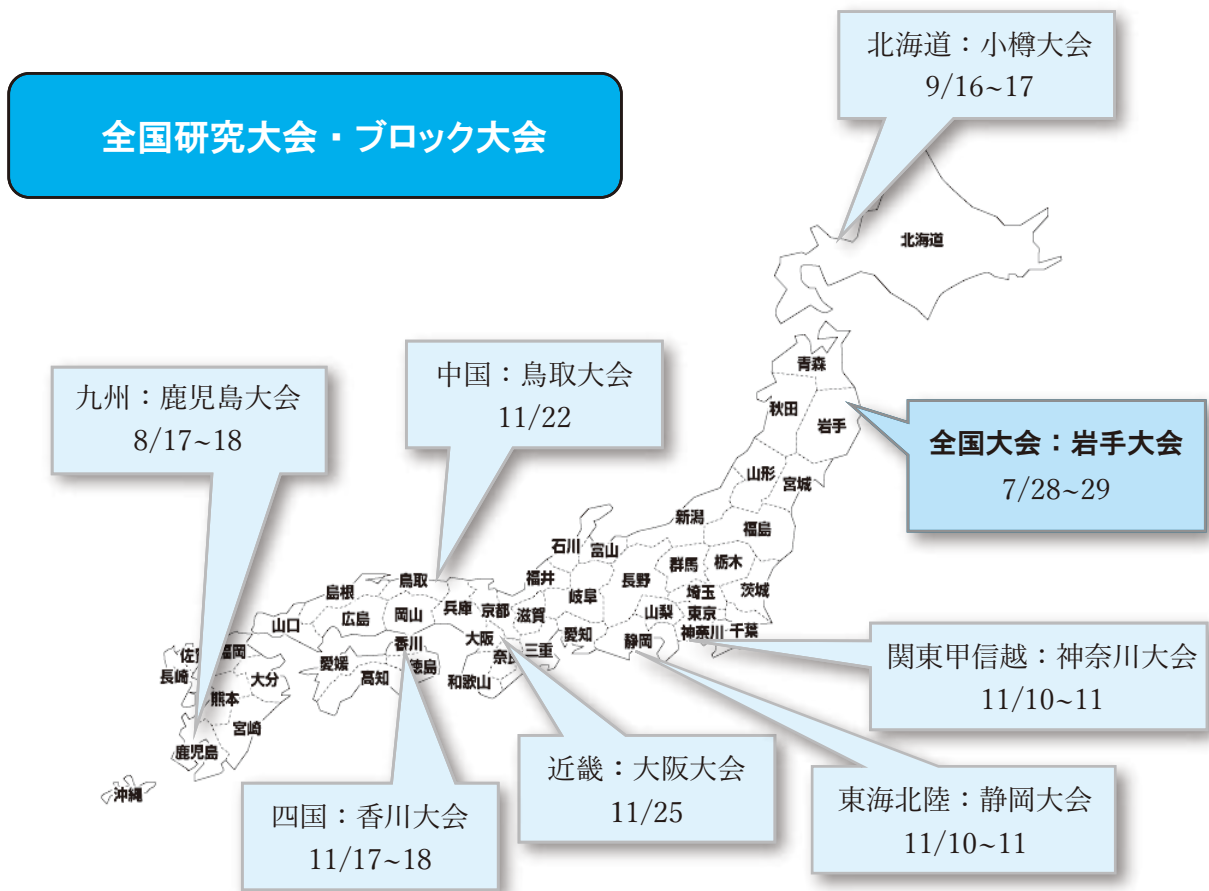 全国研究大会・ブロック大会
北海道：小樽大会
9/16~17
九州：鹿児島大会
8/17~18
中国：鳥取大会
11/22
全国大会：岩手大会
7/28~29
関東甲信越：神奈川大会
11/10~11
東海北陸：静岡大会
11/10~11
近畿：大阪大会
11/25
四国：香川大会
11/17~18
北海道
青森
秋田
岩手
山形
宮城
新潟
福島
石川
富山
群馬
栃木
福井
長野
埼玉
茨城
岐阜
山梨
東京
鳥取
島根
兵庫
京都
滋賀
岡山
広島
山口
愛知
静岡
神奈川
千葉
香川
大阪
三重
愛媛
徳島
高知
和歌山
福岡
長崎
大分
熊本
宮崎
鹿児島
沖縄